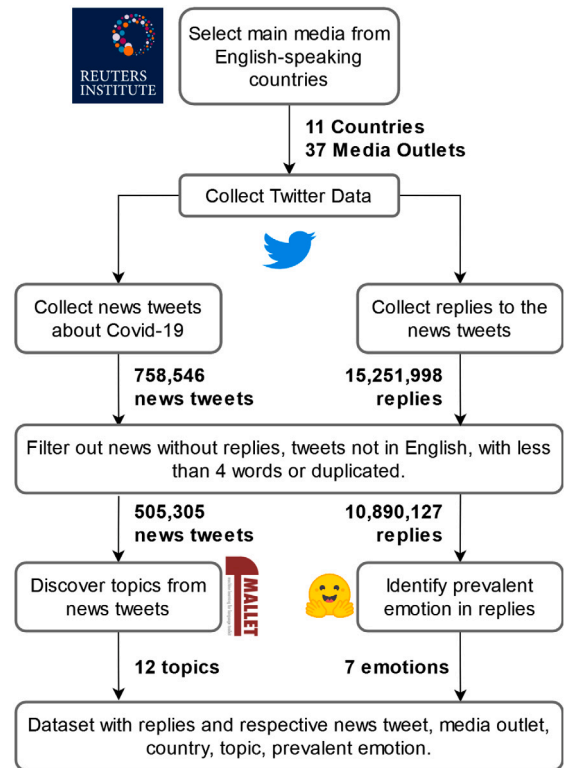 REUTERS
INSTITUTE
Select main media from
English-speaking
countries
11 Countries
37 Media Outlets
Collect Twitter Data
Collect news tweets
about Covid-19
Collect replies to the
news tweets
758,546
news tweets
15,251,998
replies
Filter out news without replies, tweets not in English, with less
than 4 words or duplicated.
505,305
news tweets
10,890,127
replies
Discover topics from
news tweets
MALLET
Identify prevalent
emotion in replies
12 topics
7 emotions
Dataset with replies and respective news tweet, media outlet,
country, topic, prevalent emotion.